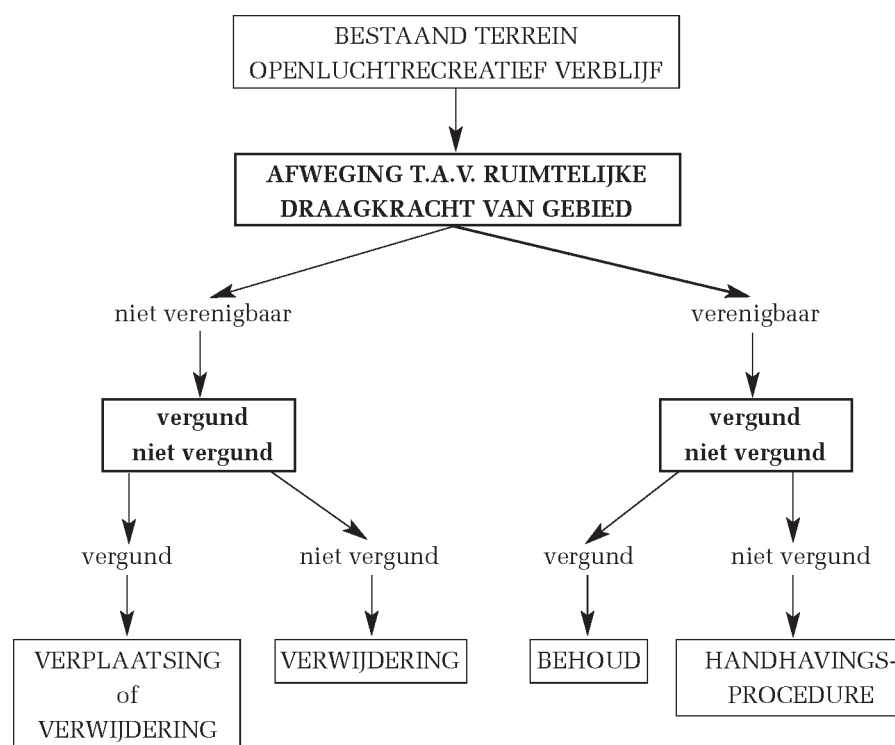 BESTAAND TERREIN
OPENLUCHTRECREATIEF VERBLIJF
AFWEGING T.A.V. RUIMTELIJKE
DRAAGKRACHT VAN GEBIED
niet verenigbaar
verenigbaar
vergund
niet vergund
vergund
niet vergund
vergund
niet vergund
vergund
niet vergund
VERPLAATSING
of
VERWIJDERING
VERWIJDERING
BEHOUD
HANDHAVINGS-
PROCEDURE